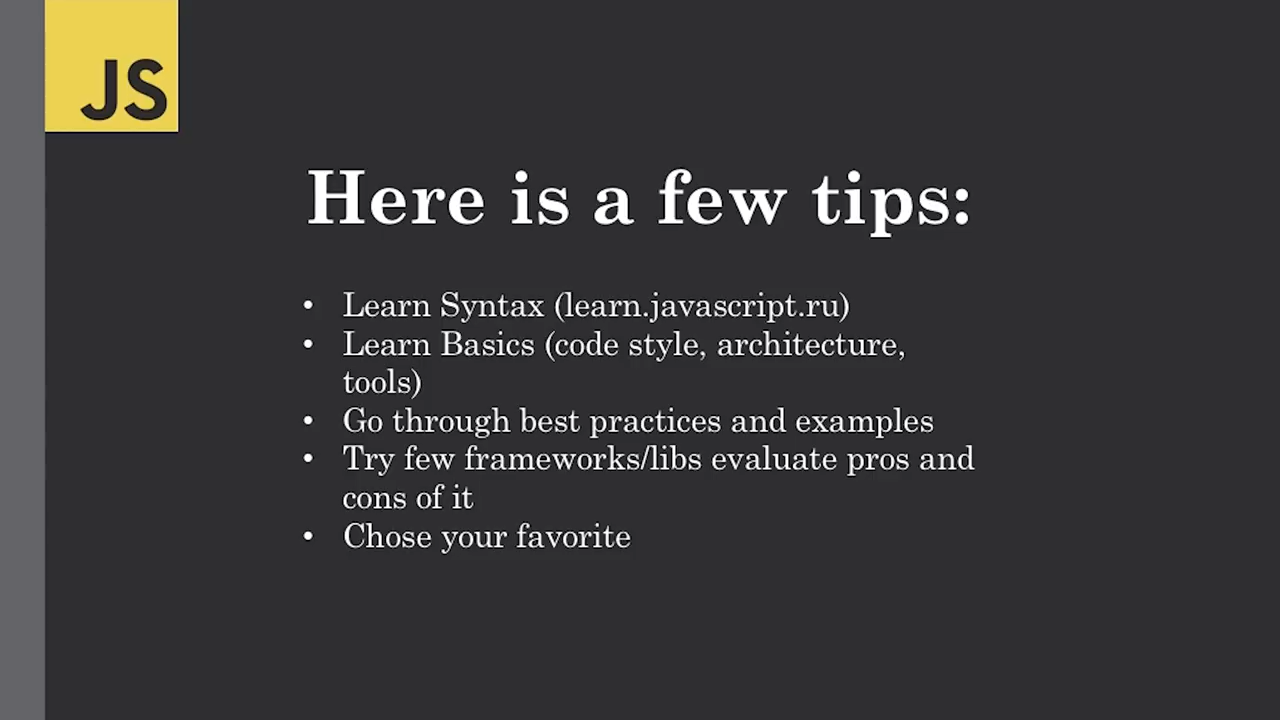 JS
Here is a few tips:
• Learn Syntax (learn.javascript.ru)
• Learn Basics (code style, architecture,
tools)
• Go through best practices and examples
• Try few frameworks/libs evaluate pros and
cons of it
• Chose your favorite